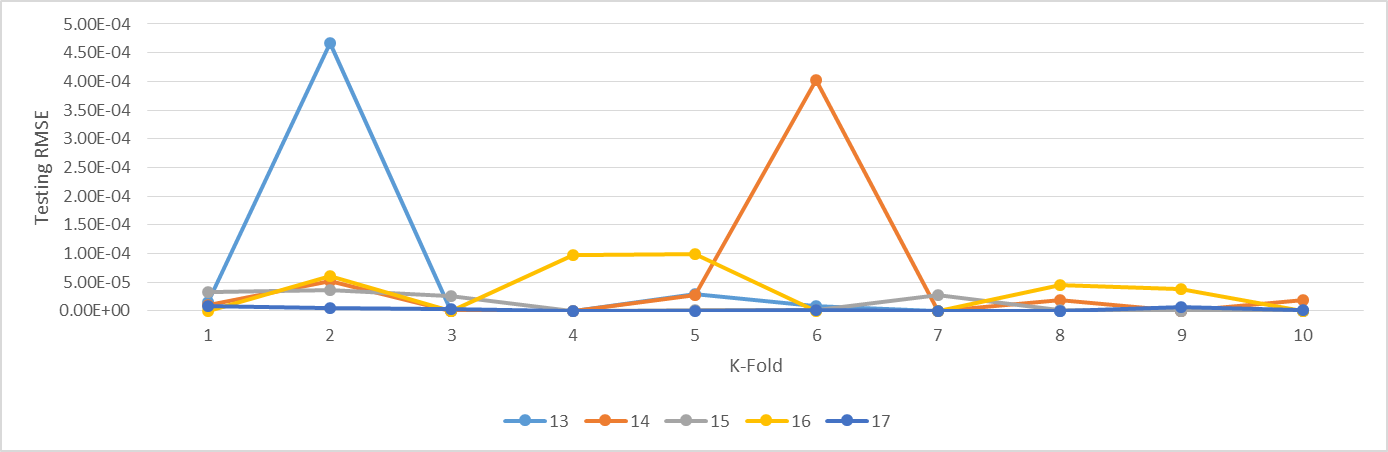 5.00E-04
4.50E-04
4.00E-04
3.50E-04
3.00E-04
2.50E-04
2.00E-04
1.50E-04
1.00E-04
5.00E-05
0.00E+00
Testing RMSE
1 2 3 4 5 6 7 8 9 10
K-Fold
13 14 15 16 17